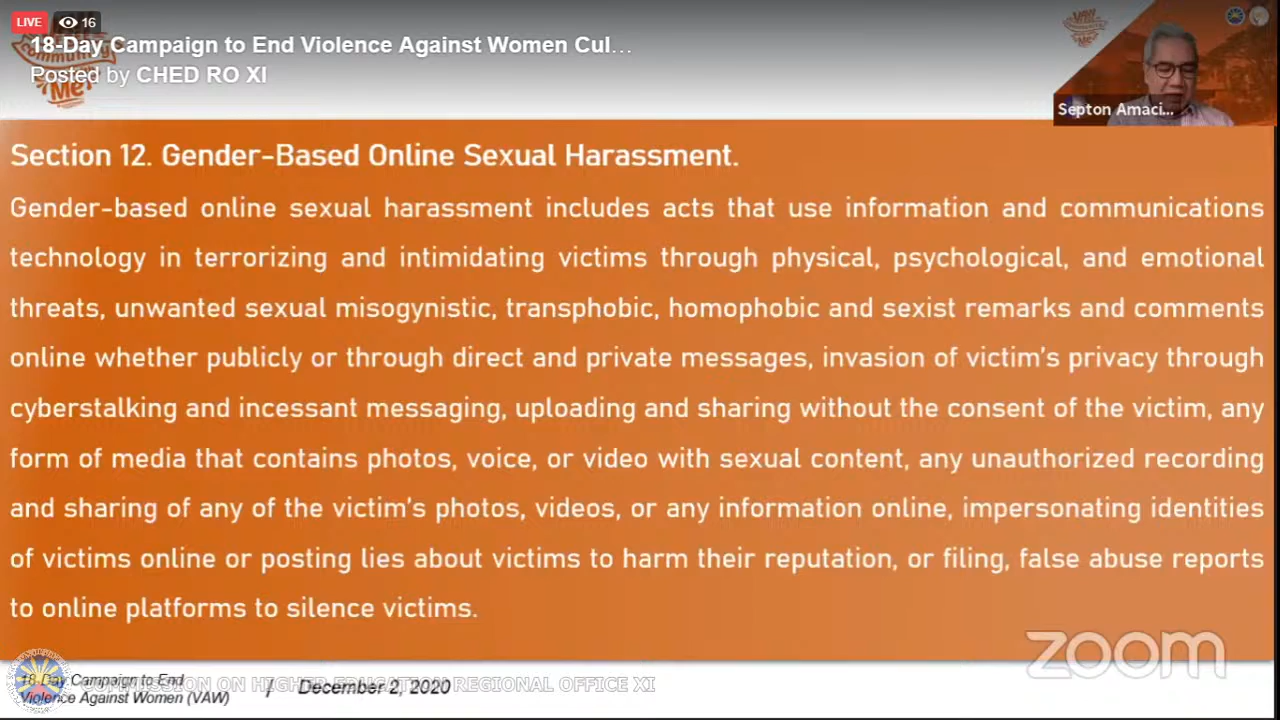 LIVE 16
18-Day Campaign to End Violence Against Women Cul...
Posted by CHED RO XI
Community
Me
VAW
Septon Amaci...
Section 12. Gender-Based Online Sexual Harassment.
Gender-based online sexual harassment includes acts that use information and communications
technology in terrorizing and intimidating victims through physical, psychological, and emotional
threats, unwanted sexual misogynistic, transphobic, homophobic and sexist remarks and comments
online whether publicly or through direct and private messages, invasion of victim's privacy through
cyberstalking and incessant messaging, uploading and sharing without the consent of the victim, any
form of media that contains photos, voice, or video with sexual content, any unauthorized recording
and sharing of any of the victim's photos, videos, or any information online, impersonating identities
of victims online or posting lies about victims to harm their reputation, or filing, false abuse reports
to online platforms to silence victims.
zoom
18-Day Campaign to End
Violence Against Women (VAW)
/ December 2, 2020
COMMISSION ON HIGHER EDUCATION REGIONAL OFFICE XI